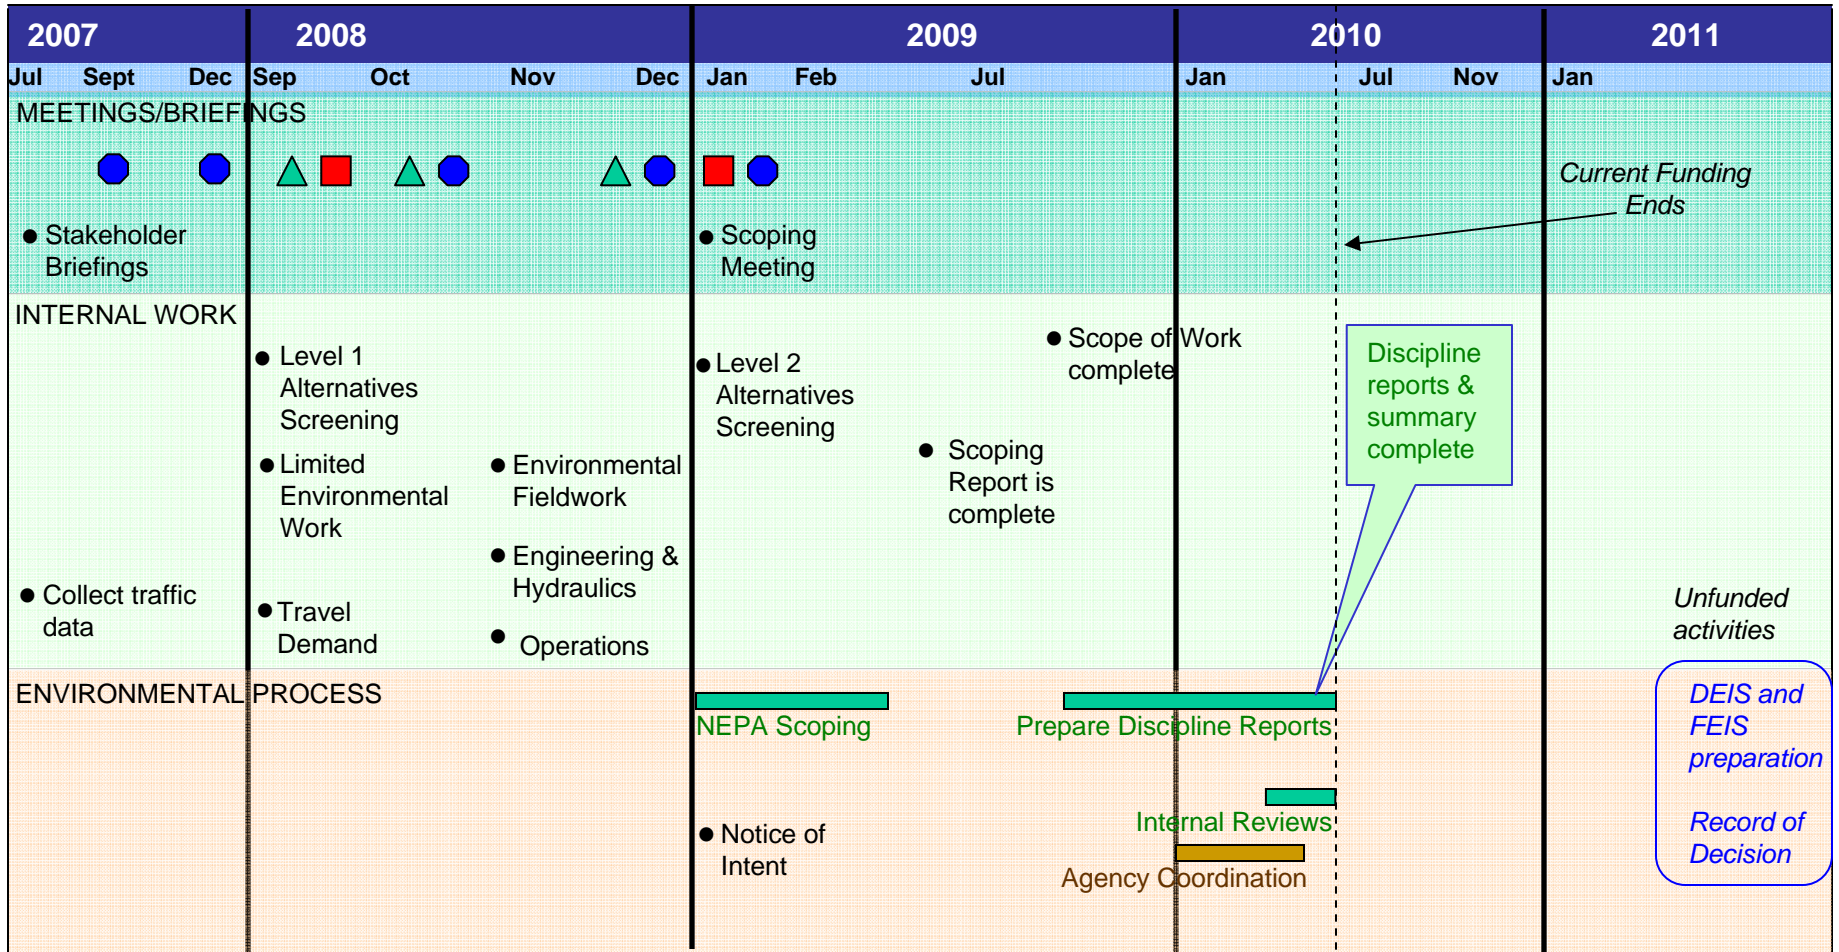 2007 2008 2009 2010 2011
Jul Sept Dec Sep Oct Nov Dec Jan Feb Jul Jan Jul Nov Jan
MEETINGS/BRIEFINGS
Current Funding
Ends
Stakeholder
Briefings
Scoping
Meeting
INTERNAL WORK
Level 1
Alternatives
Screening
Limited
Environmental
Work
Travel
Demand
Environmental
Fieldwork
Engineering &
Hydraulics
Operations
Collect traffic
data
Level 2
Alternatives
Screening
Scope of Work
complete
Scoping
Report is
complete
Discipline
reports &
summary
complete
Unfunded
activities
ENVIRONMENTAL PROCESS
NEPA Scoping
Prepare Discipline Reports
Internal Reviews
Notice of
Intent
Agency Coordination
DEIS and
FEIS
preparation
Record of
Decision